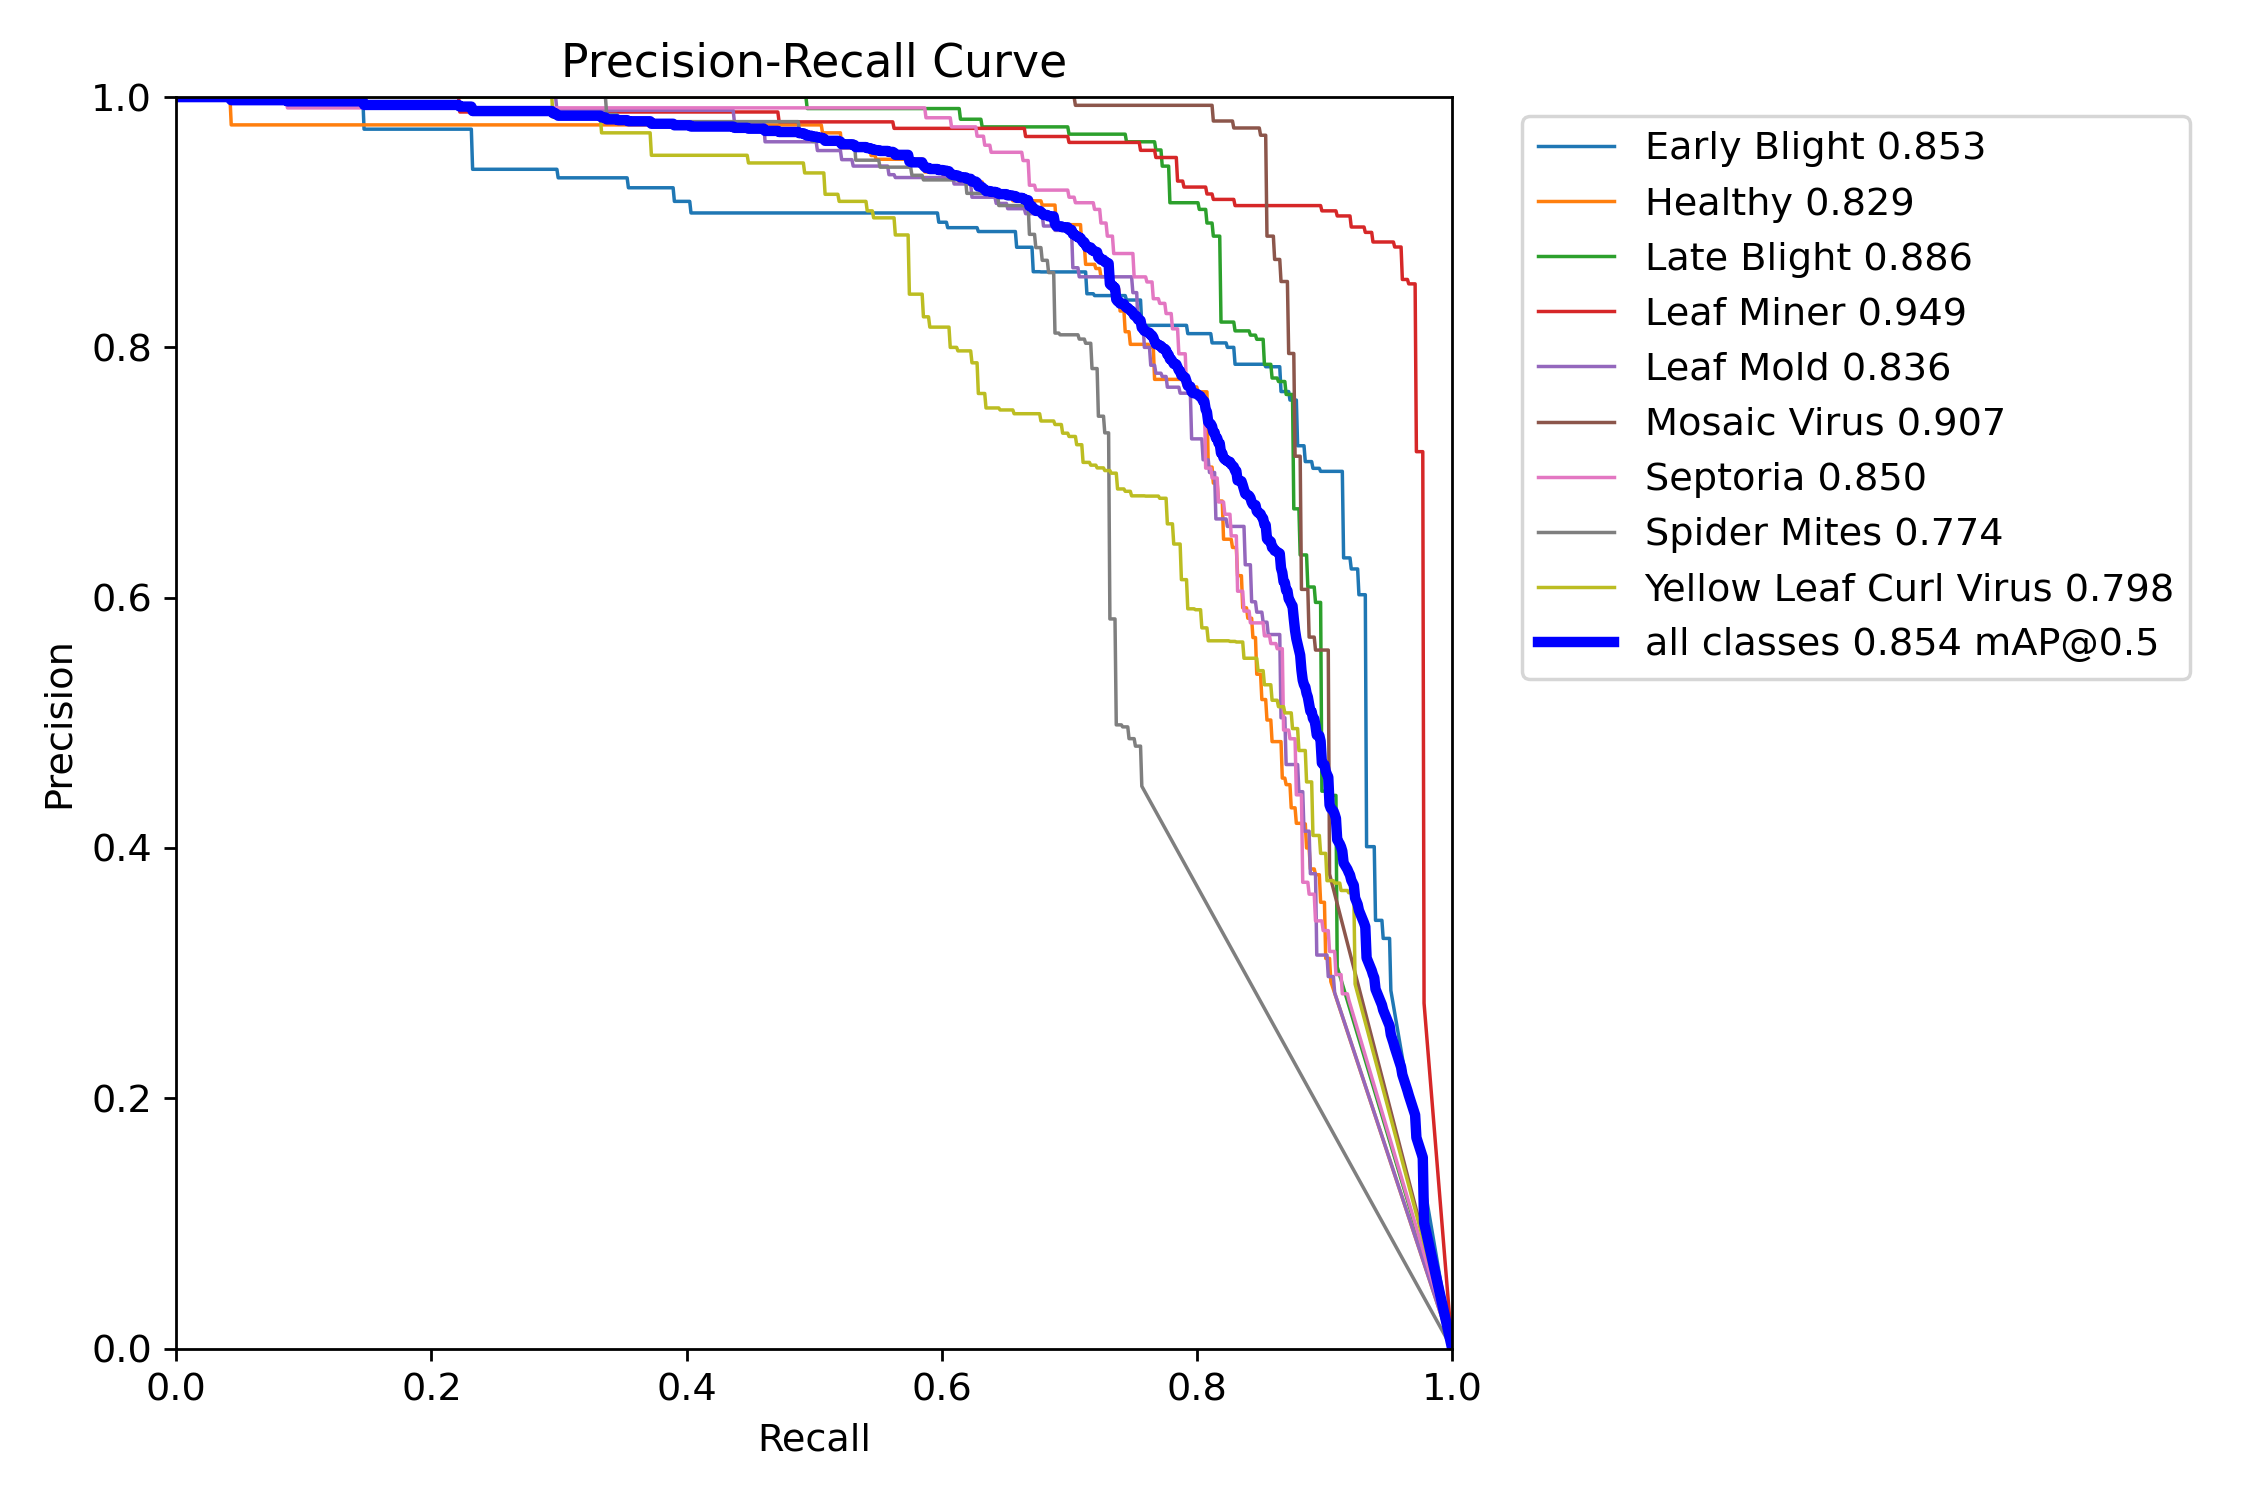 Precision-Recall Curve
1.0
0.8
0.6
0.4
0.2
0.0
Precision
0.0 0.2 0.4 0.6 0.8 1.0
Recall
Early Blight 0.853
Healthy 0.829
Late Blight 0.886
Leaf Miner 0.949
Leaf Mold 0.836
Mosaic Virus 0.907
Septoria 0.850
Spider Mites 0.774
Yellow Leaf Curl Virus 0.798
all classes 0.854 mAP@0.5